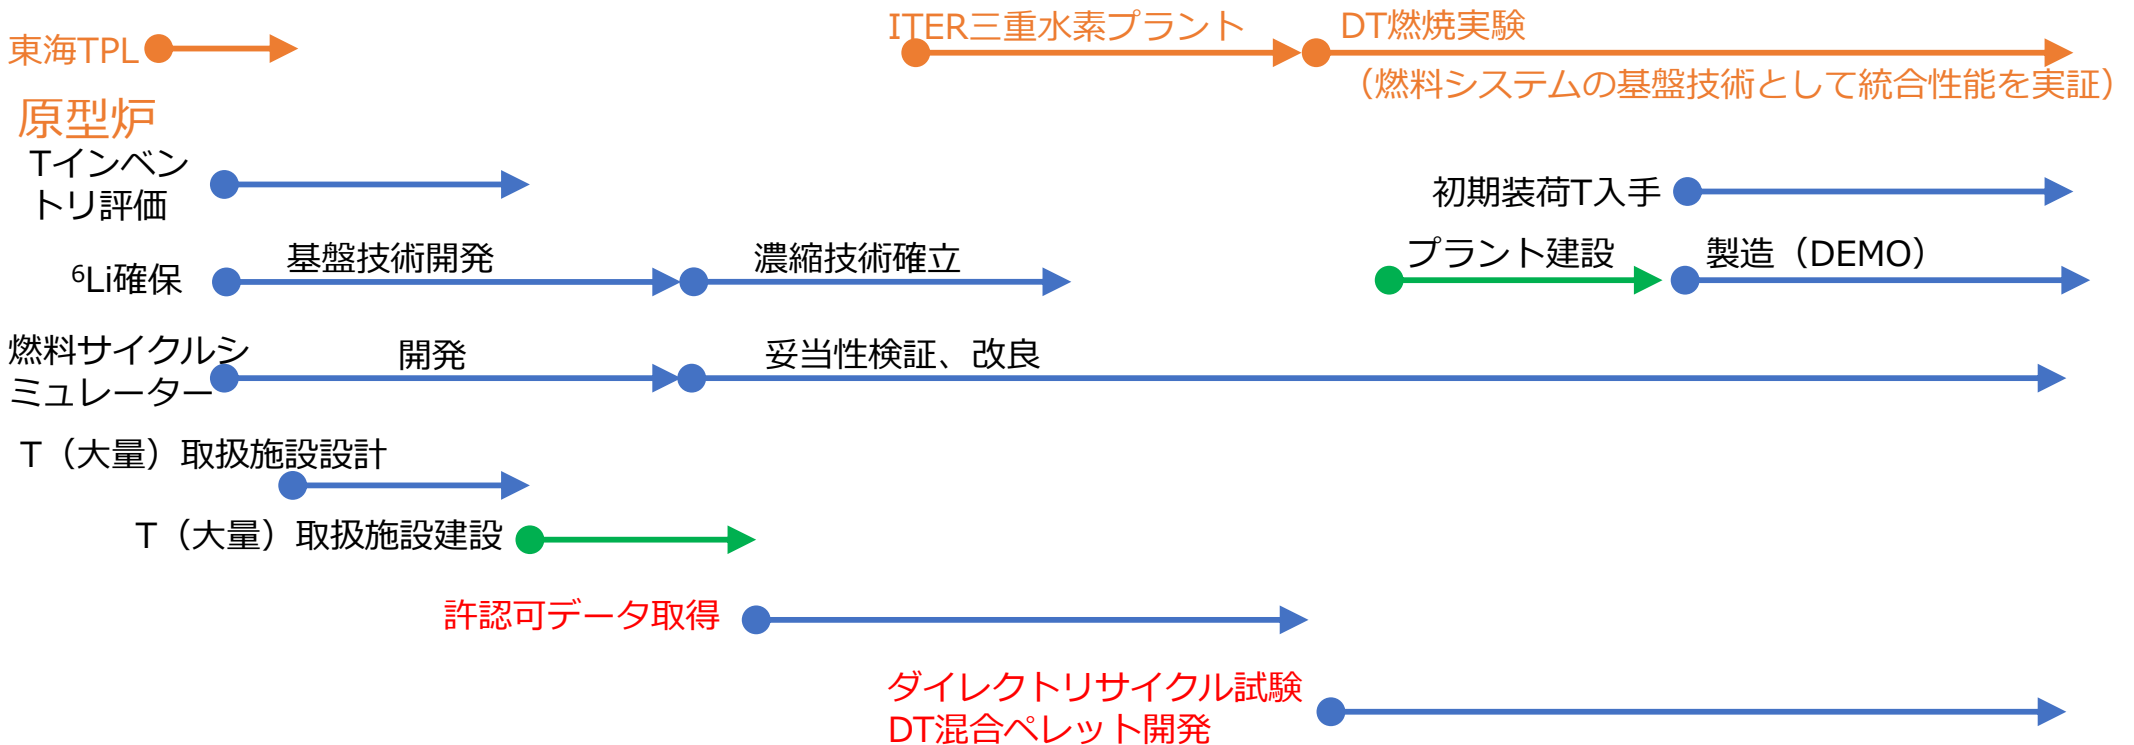 東海TPL
ITER三重水素プラント
DT燃焼実験
（燃料システムの基盤技術として統合性能を実証）
原型炉
Tインベン
トリ評価
初期装荷T入手
⁶Li確保
基盤技術開発
濃縮技術確立
プラント建設
製造（DEMO）
燃料サイクルシ
ミュレーター
開発
妥当性検証、改良
T（大量）取扱施設設計
T（大量）取扱施設建設
許認可データ取得
ダイレクトリサイクル試験
DT混合ペレット開発